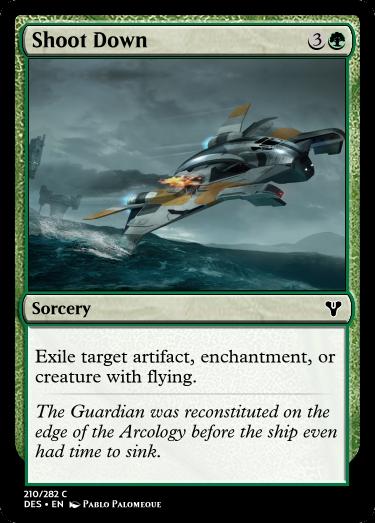 Shoot Down 3
Sorcery
Exile target artifact, enchantment, or
creature with flying.
The Guardian was reconstituted on the
edge of the Arcology before the ship even
had time to sink.
210/282 C
DES • EN Pablo Palomeque